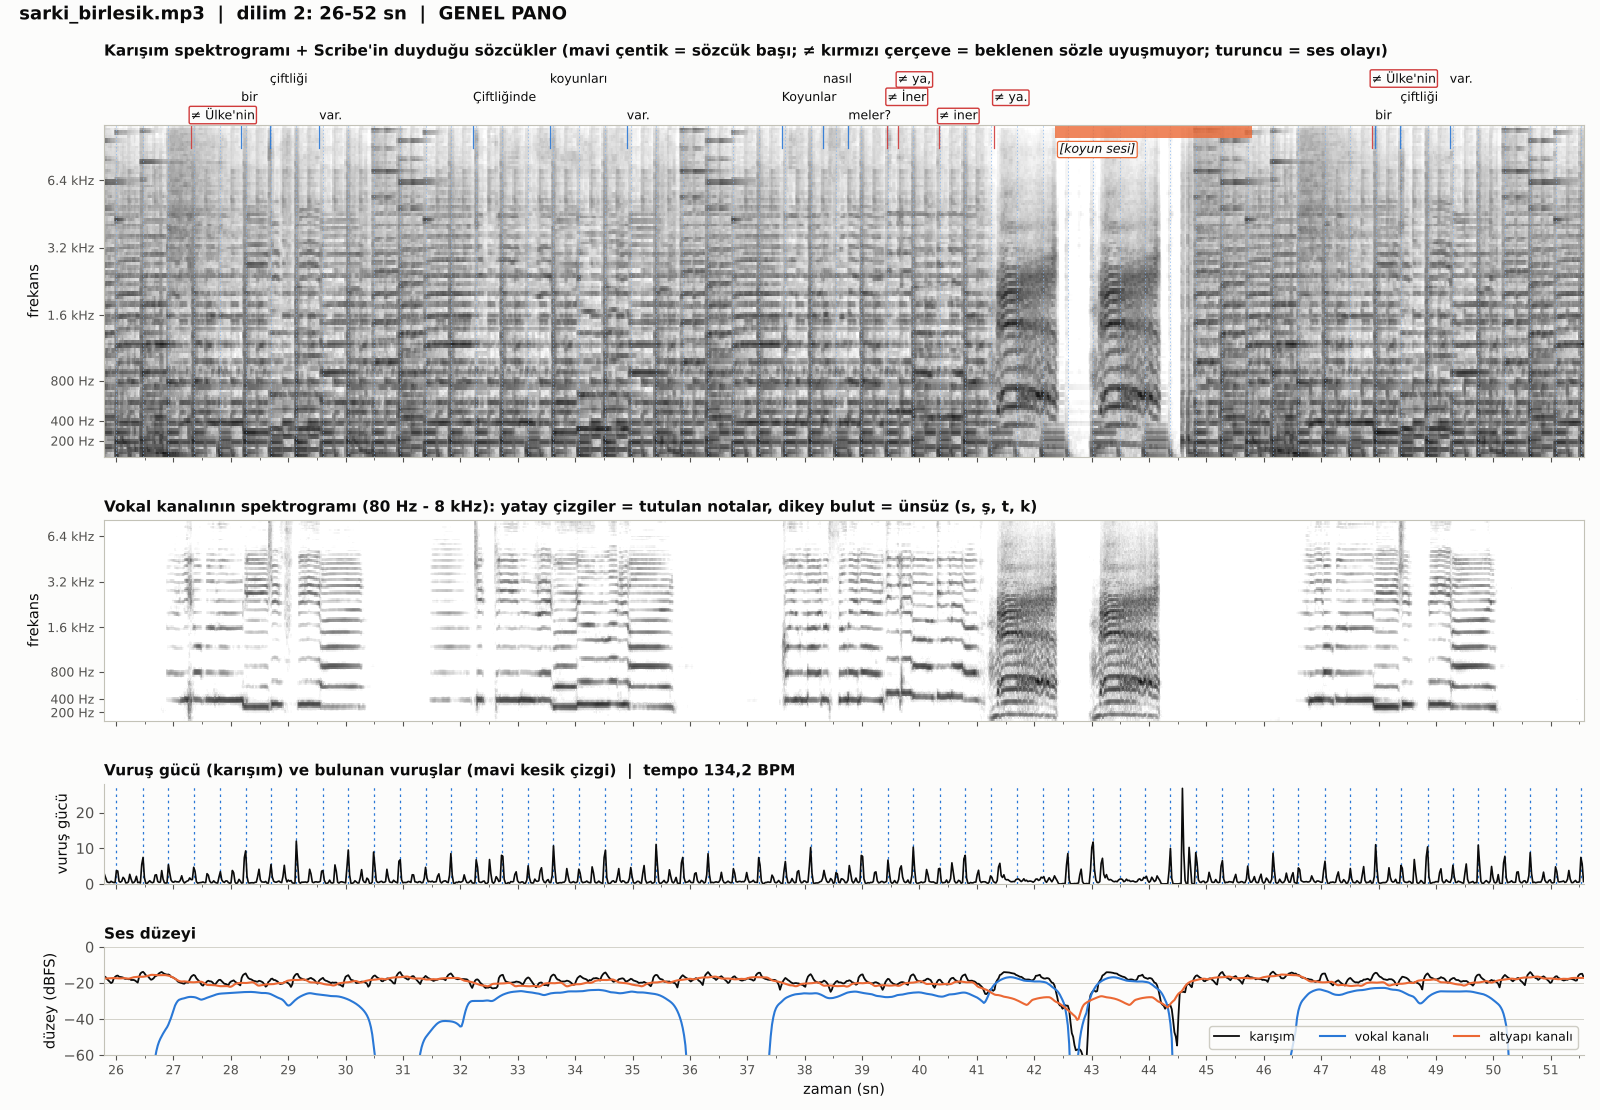 sarki_birlesik.mp3 | dilim 2: 26-52 sn | GENEL PANO
Karışım spektrogramı + Scribe'in duyduğu sözcükler (mavi çentik = sözcük başı; ≠ kırmızı çerçeve = beklenen sözle uyuşmuyor; turuncu = ses olayı)
çiftliği koyunları nasıl ≠ ya, ≠ Ülke'nin var.
bir Çiftliğinde Koyunlar ≠ İner ≠ ya. çiftliği
≠ Ülke'nin var. var. meler? ≠ iner bir
[koyun sesi]
6.4 kHz
3.2 kHz
1.6 kHz
800 Hz
400 Hz
200 Hz
frekans
Vokal kanalının spektrogramı (80 Hz - 8 kHz): yatay çizgiler = tutulan notalar, dikey bulut = ünsüz (s, ş, t, k)
6.4 kHz
3.2 kHz
1.6 kHz
800 Hz
400 Hz
200 Hz
frekans
Vuruş gücü (karışım) ve bulunan vuruşlar (mavi kesik çizgi) | tempo 134,2 BPM
20
10
0
vuruş gücü
Ses düzeyi
0
−20
−40
−60
düzey (dBFS)
karışım vokal kanalı altyapı kanalı
26 27 28 29 30 31 32 33 34 35 36 37 38 39 40 41 42 43 44 45 46 47 48 49 50 51
zaman (sn)